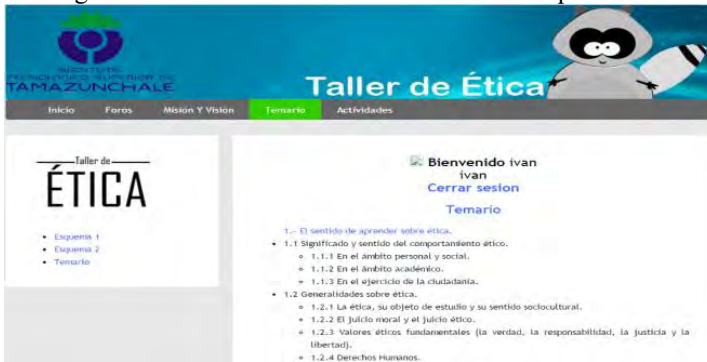 INSTITUTO
TECNOLÓGICO SUPERIOR DE
TAMAZUNCHALE
Taller de Ética
Inicio Foros Misión Y Visión Temario Actividades
Taller de
ÉTICA
Esquema 1
Esquema 2
Temario
Bienvenido ivan
ivan
Cerrar sesion
Temario
1.- El sentido de aprender sobre ética.
1.1 Significado y sentido del comportamiento ético.
1.1.1 En el ámbito personal y social.
1.1.2 En el ámbito académico.
1.1.3 En el ejercicio de la ciudadanía.
1.2 Generalidades sobre ética.
1.2.1 La ética, su objeto de estudio y su sentido sociocultural.
1.2.2 El juicio moral y el juicio ético.
1.2.3 Valores éticos fundamentales (la verdad, la responsabilidad, la justicia y la
libertad).
1.2.4 Derechos Humanos.